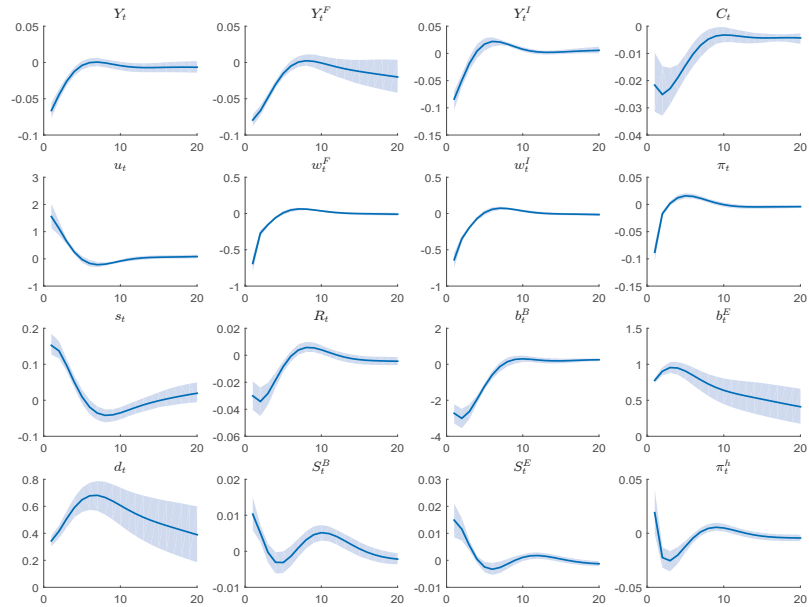 Y_t Y_t^F Y_t^I C_t
0.1 0.1 0.1 0
0.05 0.05 0.05 -0.01
0 0 0 -0.02
-0.05 -0.05 -0.05 -0.03
-0.1 -0.1 -0.1 -0.15 -0.04
0 10 20 0 10 20 0 10 20 0 10 20
u_t w_t^F w_t^I π_t
3 0.5 0.5 0.05
2 0 0 0
1 -0.05
0 -0.5 -0.5 -0.1
-1 -1 -1 -0.15
0 10 20 0 10 20 0 10 20 0 10 20
s_t R_t b_t^B b_t^E
0.2 0.02 2 1.5
0.1 0 0 1
0 -0.02 -2 0.5
-0.04
-0.1 -0.06 -4 0
0 10 20 0 10 20 0 10 20 0 10 20
d_t S_t^B S_t^E π_t^h
0.8 0.02 0.03 0.05
0.6 0.01 0.02
0.4 0.01 0
0.2 0 0
0 -0.01 -0.01 -0.05
0 10 20 0 10 20 0 10 20 0 10 20